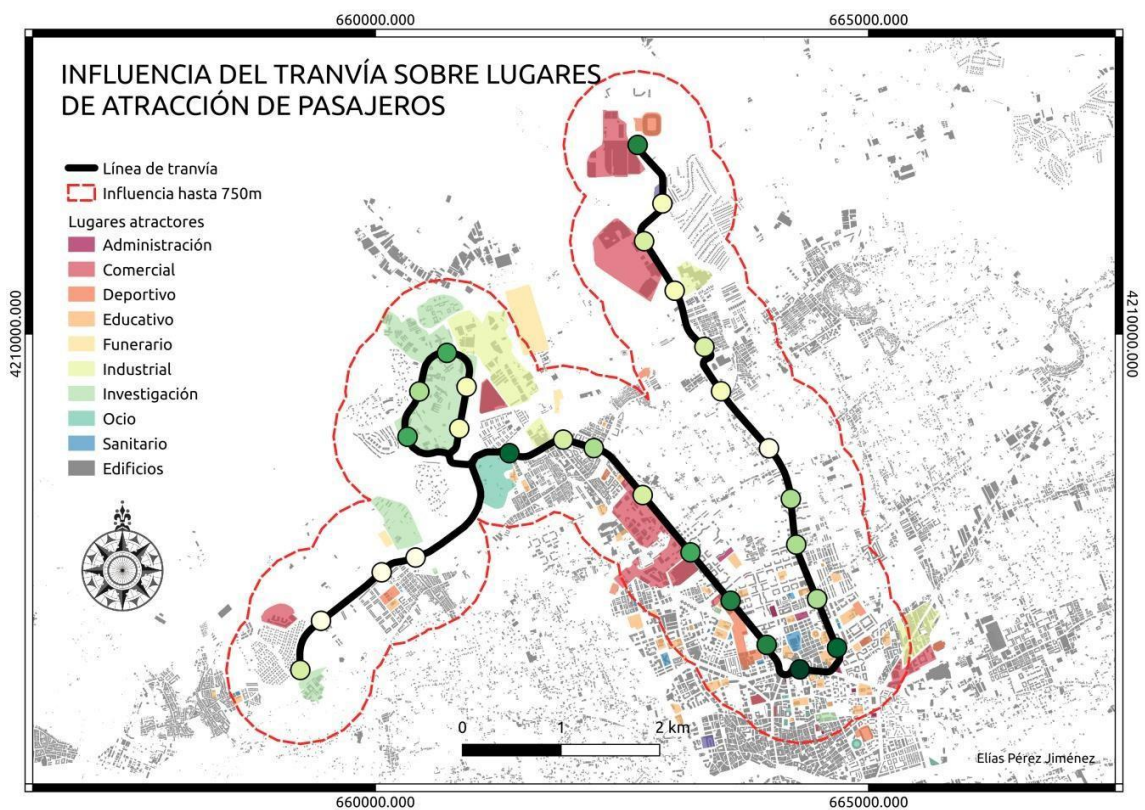 660000.000
665000.000
INFLUENCIA DEL TRANVÍA SOBRE LUGARES
DE ATRACCIÓN DE PASAJEROS
Línea de tranvía
Influencia hasta 750m
Lugares atractores
Administración
Comercial
Deportivo
Educativo
Funerario
Industrial
Investigación
Ocio
Sanitario
Edificios
4210000.000
4210000.000
0
1
2 km
Elías Pérez Jiménez
660000.000
665000.000